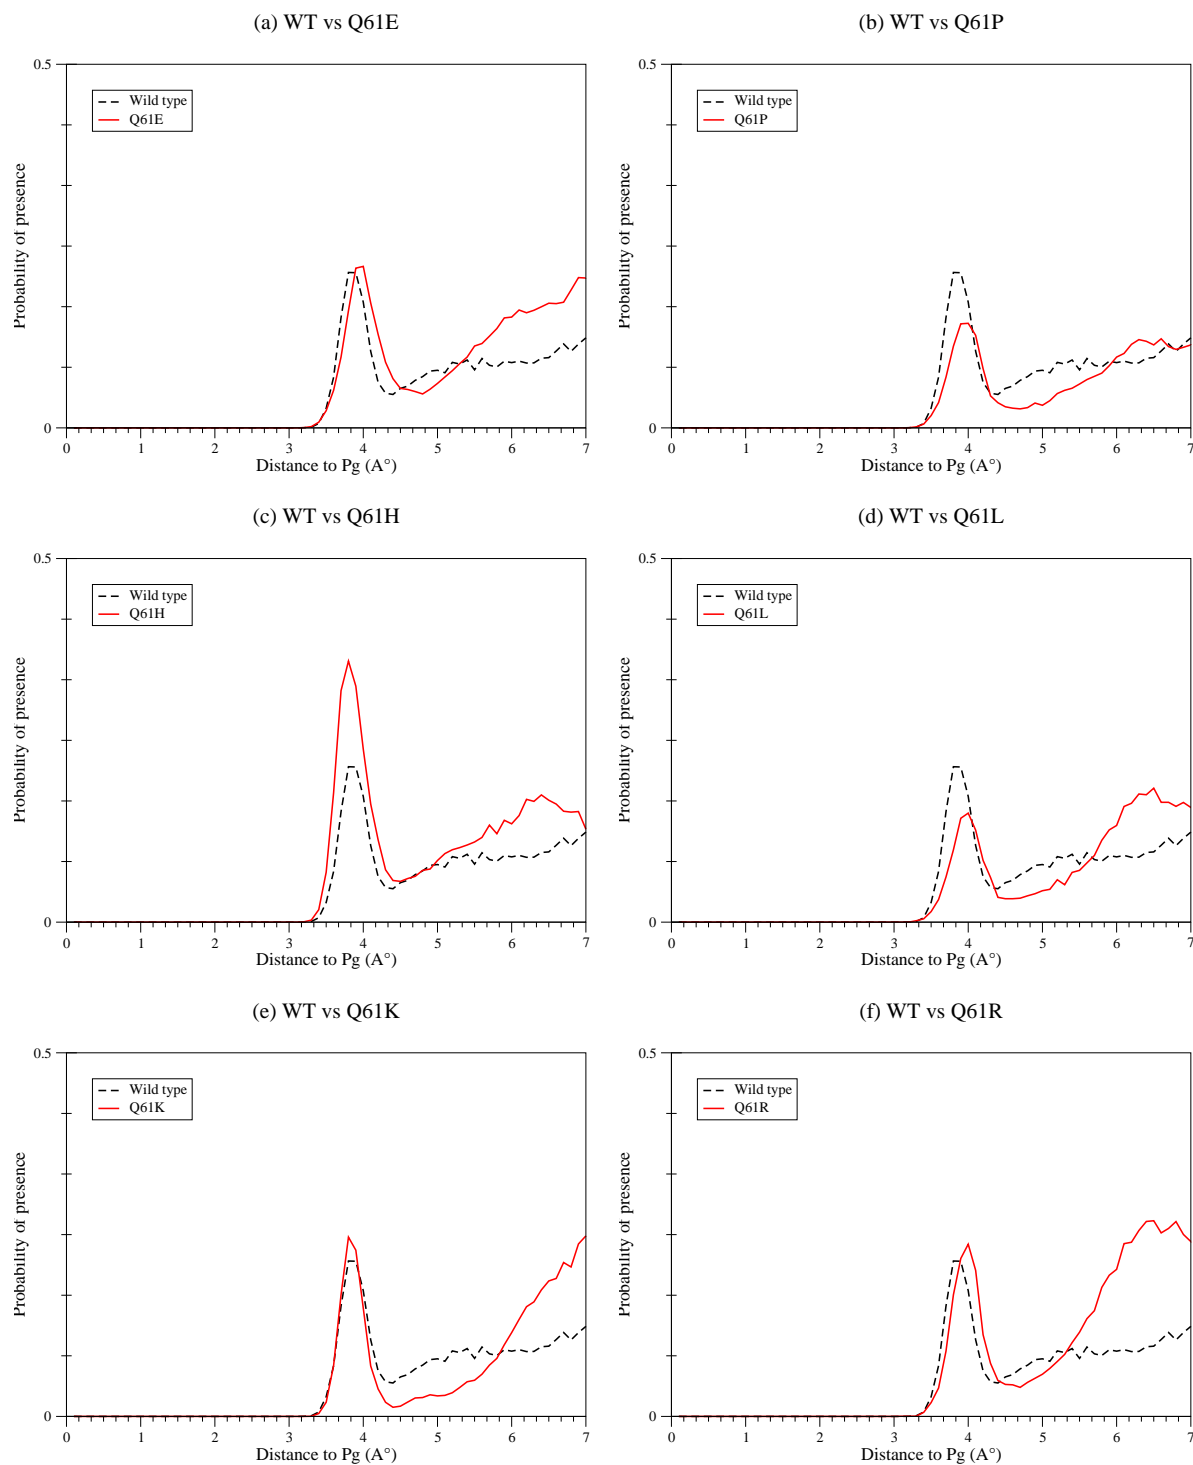 (a) WT vs Q61E
0.5
Wild type
Q61E
Probability of presence
0
0 1 2 3 4 5 6 7
Distance to Pg (A°)
(b) WT vs Q61P
0.5
Wild type
Q61P
Probability of presence
0
0 1 2 3 4 5 6 7
Distance to Pg (A°)
(c) WT vs Q61H
0.5
Wild type
Q61H
Probability of presence
0
0 1 2 3 4 5 6 7
Distance to Pg (A°)
(d) WT vs Q61L
0.5
Wild type
Q61L
Probability of presence
0
0 1 2 3 4 5 6 7
Distance to Pg (A°)
(e) WT vs Q61K
0.5
Wild type
Q61K
Probability of presence
0
0 1 2 3 4 5 6 7
Distance to Pg (A°)
(f) WT vs Q61R
0.5
Wild type
Q61R
Probability of presence
0
0 1 2 3 4 5 6 7
Distance to Pg (A°)